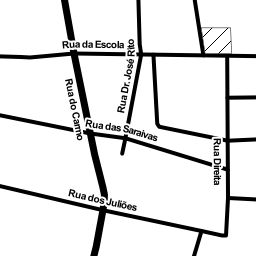 Rua da Escola
Rua Dr. José Rito
Rua do Carmo
Rua das Saraivas
Rua Direita
Rua dos Juliões